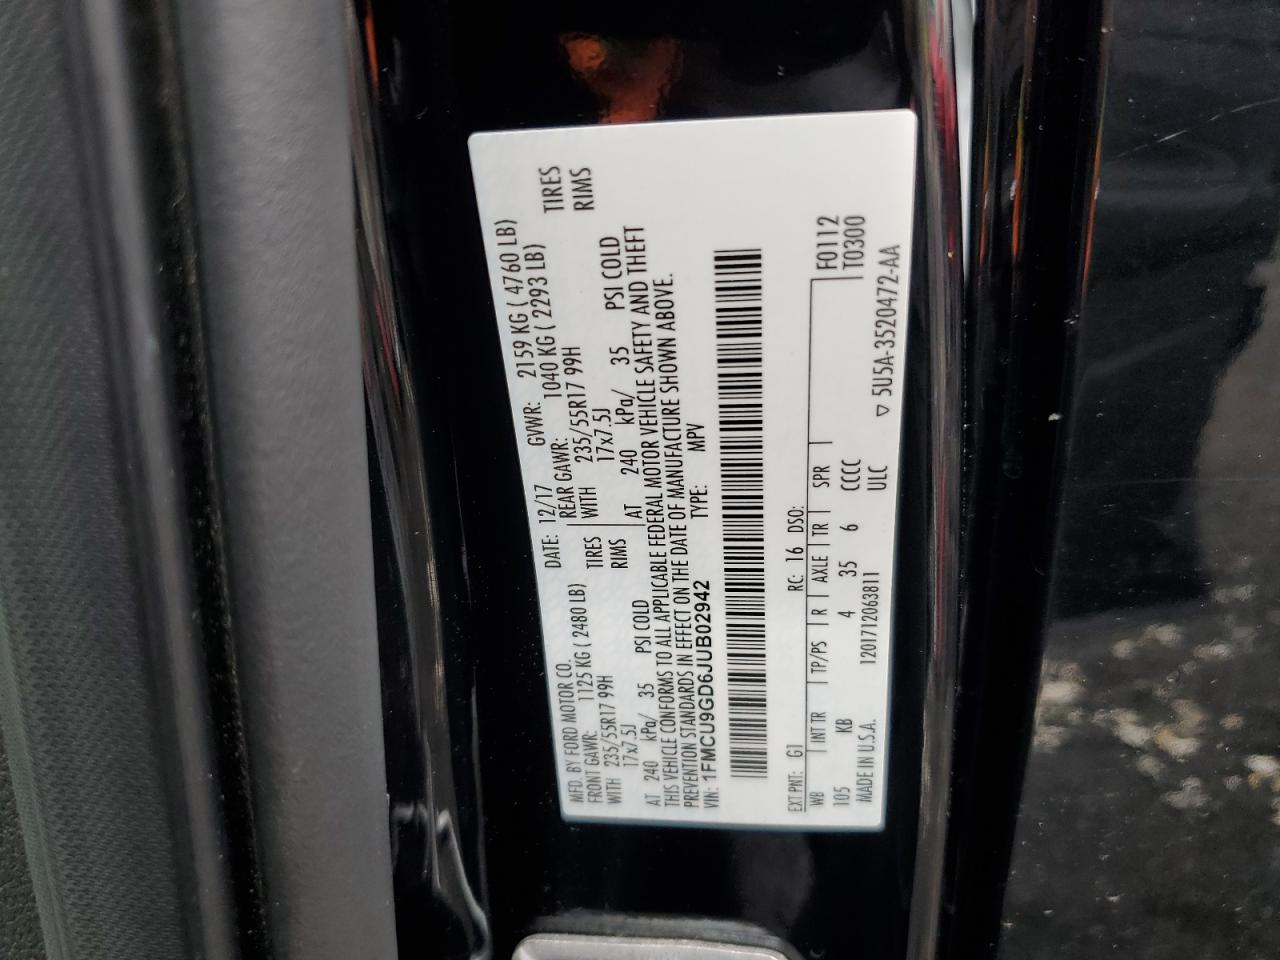 MFD. BY FORD MOTOR CO.
DATE: 12/17 GVWR: 2159 KG ( 4760 LB)
FRONT GAWR: 1125 KG ( 2480 LB) REAR GAWR: 1040 KG ( 2293 LB)
WITH 235/55R17 99H TIRES WITH 235/55R17 99H TIRES
17x7.5J RIMS 17x7.5J RIMS
AT 240 kPa/ 35 PSI COLD AT 240 kPa/ 35 PSI COLD
THIS VEHICLE CONFORMS TO ALL APPLICABLE FEDERAL MOTOR VEHICLE SAFETY AND THEFT
PREVENTION STANDARDS IN EFFECT ON THE DATE OF MANUFACTURE SHOWN ABOVE.
VIN: 1FMCU9GD6JUB02942 TYPE: MPV
EXT PNT: G1 RC: 16 DSO:
WB INT TR TP/PS R AXLE TR SPR F0112
105 KB 4 35 6 CCCC T0300
MADE IN U.S.A. 1201712063811 ULC
▽ 5U5A-3520472-AA